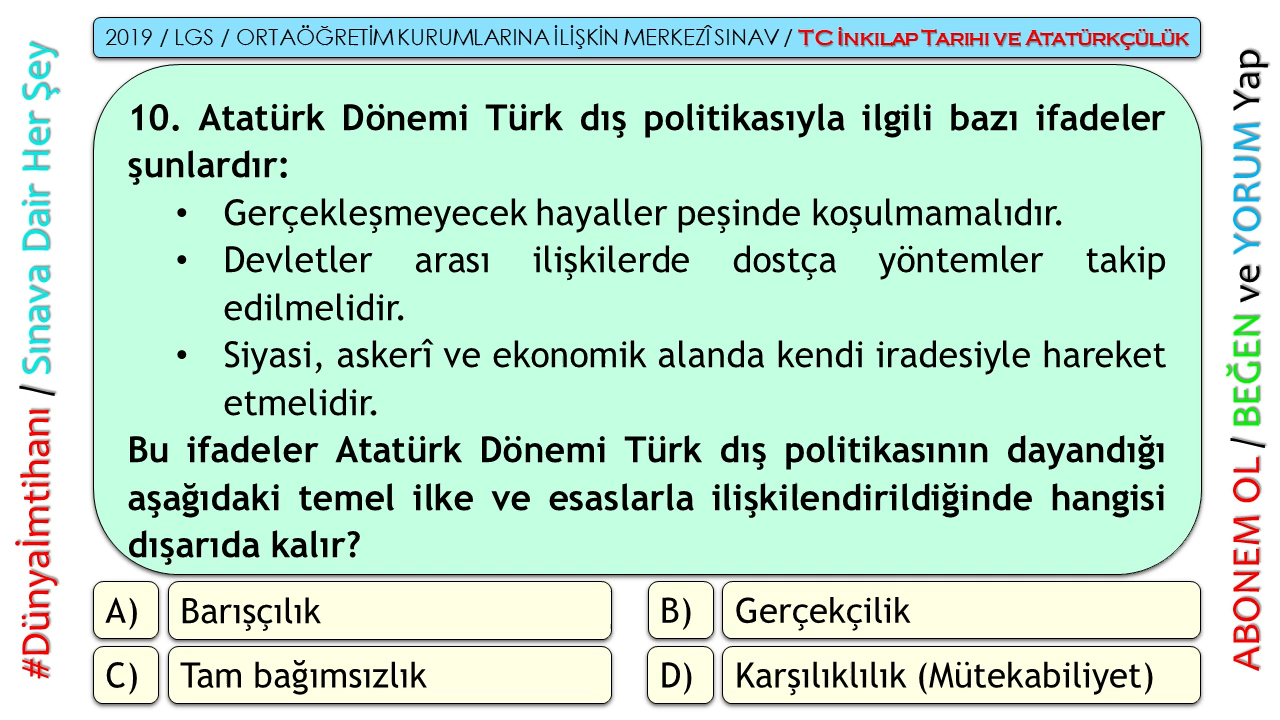 2019 / LGS / ORTAÖĞRETİM KURUMLARINA İLİŞKİN MERKEZÎ SINAV / TC İNKILAP TARIHI VE ATATÜRKÇÜLÜK
#Dünyaİmtihanı / Sınava Dair Her Şey
10. Atatürk Dönemi Türk dış politikasıyla ilgili bazı ifadeler
şunlardır:
• Gerçekleşmeyecek hayaller peşinde koşulmamalıdır.
• Devletler arası ilişkilerde dostça yöntemler takip
edilmelidir.
• Siyasi, askerî ve ekonomik alanda kendi iradesiyle hareket
etmelidir.
Bu ifadeler Atatürk Dönemi Türk dış politikasının dayandığı
aşağıdaki temel ilke ve esaslarla ilişkilendirildiğinde hangisi
dışarıda kalır?
A) Barışçılık
B) Gerçekçilik
C) Tam bağımsızlık
D) Karşılıklılık (Mütekabiliyet)
ABONEM OL / BEĞEN ve YORUM Yap